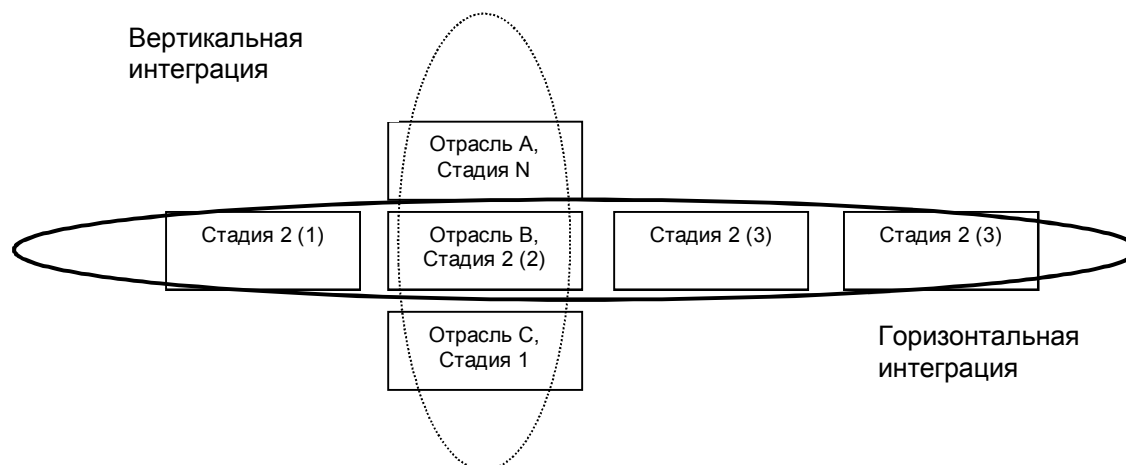 Вертикальная
интеграция
Отрасль А,
Стадия N
Стадия 2 (1)
Отрасль В,
Стадия 2 (2)
Стадия 2 (3)
Стадия 2 (3)
Отрасль С,
Стадия 1
Горизонтальная
интеграция